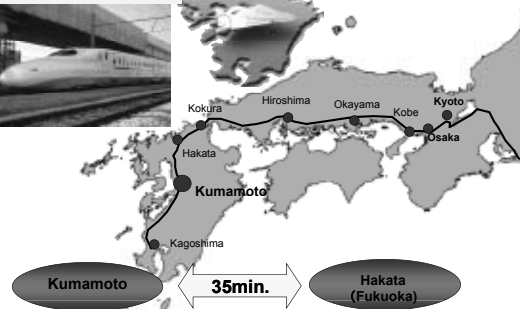 Kyoto
Hiroshima
Okayama
Kobe
Kokura
Osaka
Hakata
Kumamoto
Kagoshima
Kumamoto
35min.
Hakata
(Fukuoka)